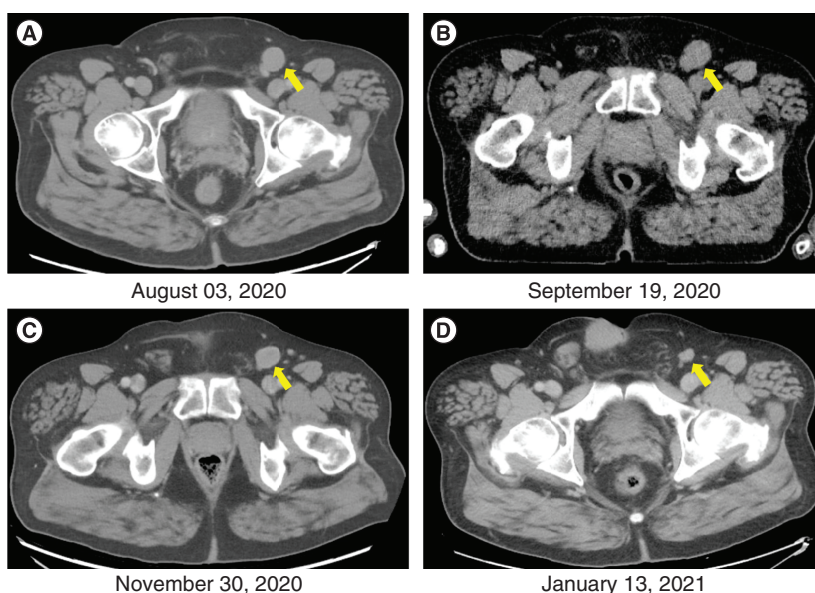 A
B
August 03, 2020
September 19, 2020
C
D
November 30, 2020
January 13, 2021